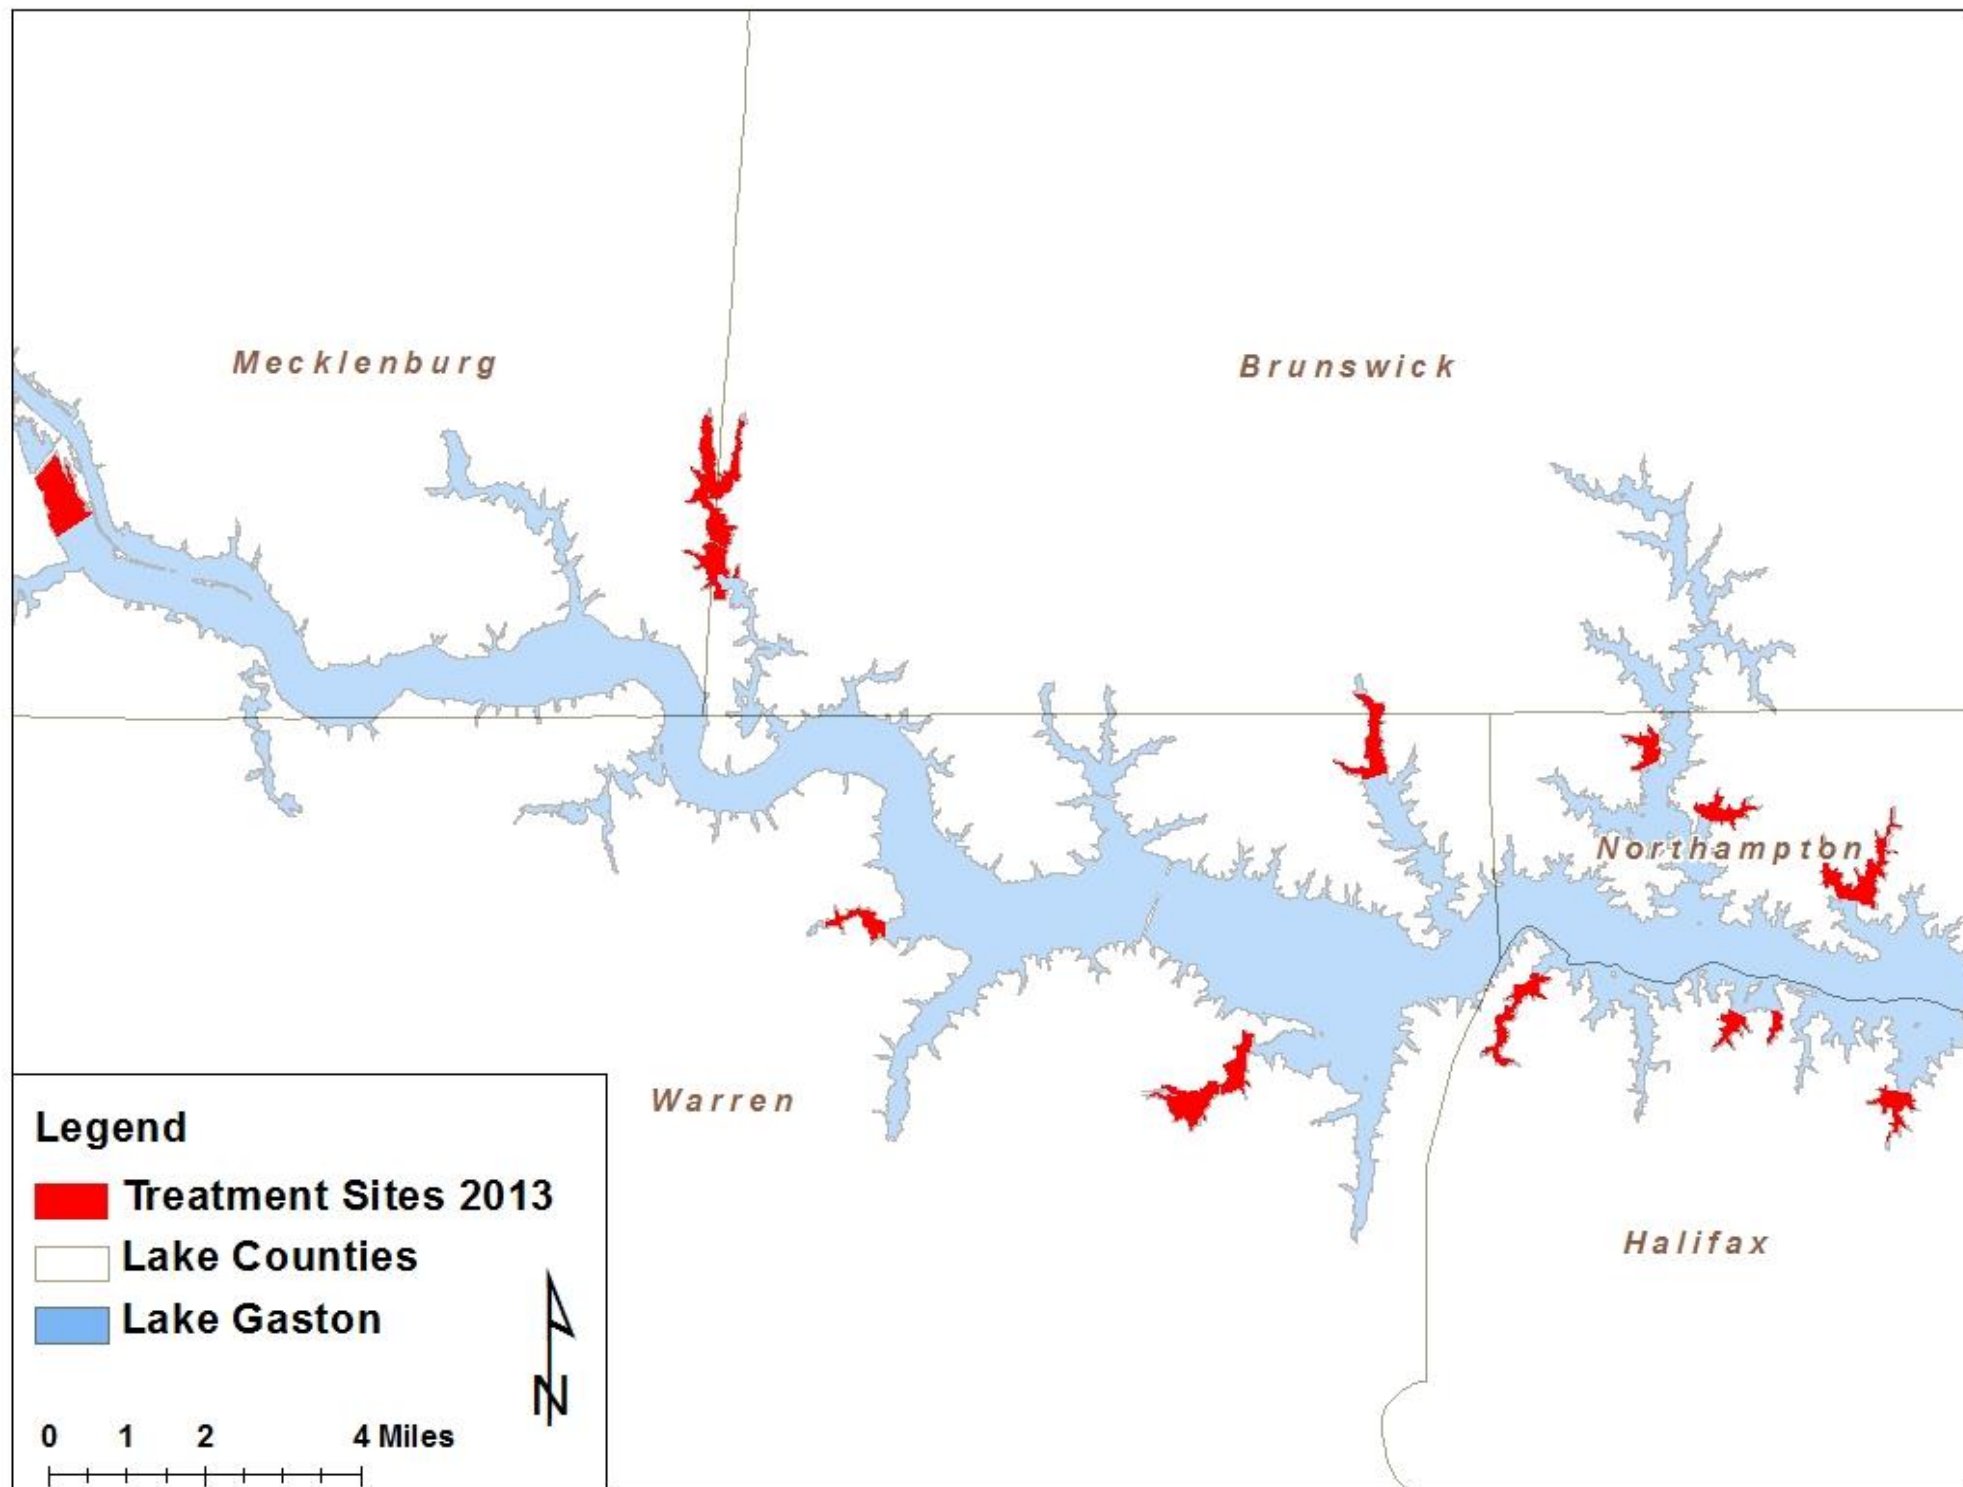 Mecklenburg
Brunswick
Northampton
Warren
Halifax
Legend
Treatment Sites 2013
Lake Counties
Lake Gaston
N
0 1 2 4 Miles